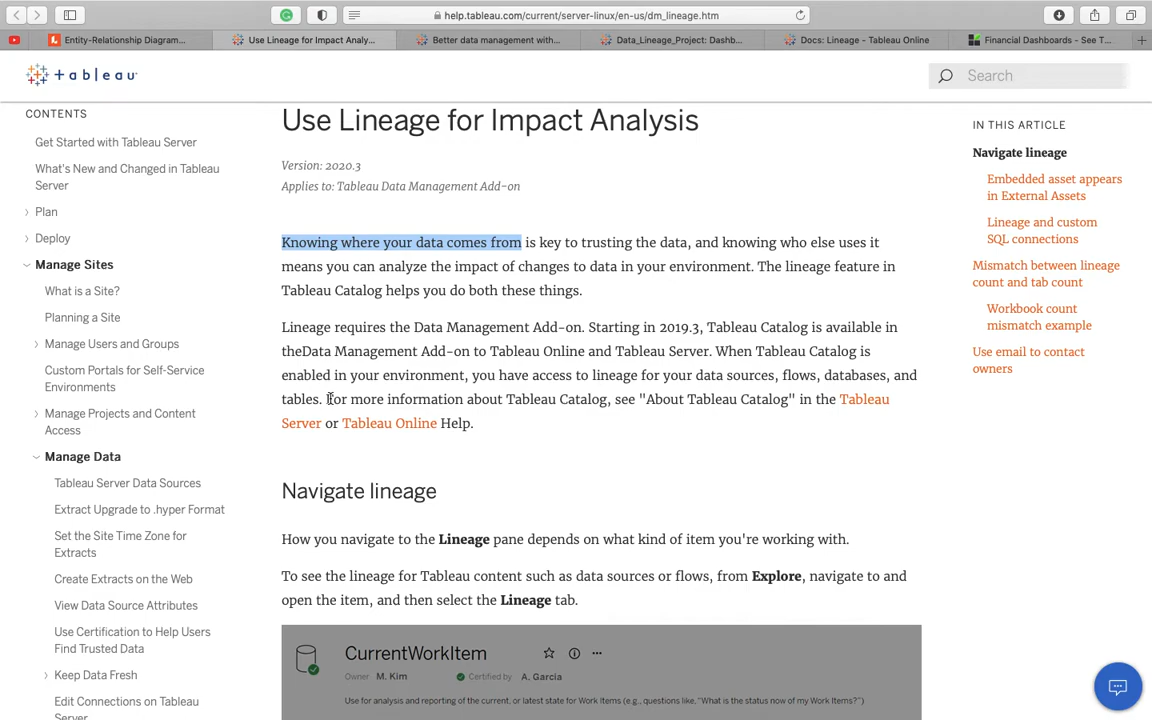 help.tableau.com/current/server-linux/en-us/dm_lineage.htm
Entity-Relationship Diagram...
Use Lineage for Impact Analy...
Better data management with...
Data_Lineage_Project: Dashb...
Docs: Lineage - Tableau Online
Financial Dashboards - See T...
+ a b l e a u
Search
CONTENTS
Get Started with Tableau Server
What's New and Changed in Tableau
Server
Plan
Deploy
Manage Sites
What is a Site?
Planning a Site
Manage Users and Groups
Custom Portals for Self-Service
Environments
Manage Projects and Content
Access
Manage Data
Tableau Server Data Sources
Extract Upgrade to .hyper Format
Set the Site Time Zone for
Extracts
Create Extracts on the Web
View Data Source Attributes
Use Certification to Help Users
Find Trusted Data
Keep Data Fresh
Edit Connections on Tableau
Server
Use Lineage for Impact Analysis
Version: 2020.3
Applies to: Tableau Data Management Add-on
Knowing where your data comes from is key to trusting the data, and knowing who else uses it
means you can analyze the impact of changes to data in your environment. The lineage feature in
Tableau Catalog helps you do both these things.
Lineage requires the Data Management Add-on. Starting in 2019.3, Tableau Catalog is available in
theData Management Add-on to Tableau Online and Tableau Server. When Tableau Catalog is
enabled in your environment, you have access to lineage for your data sources, flows, databases, and
tables. For more information about Tableau Catalog, see "About Tableau Catalog" in the Tableau
Server or Tableau Online Help.
Navigate lineage
How you navigate to the Lineage pane depends on what kind of item you're working with.
To see the lineage for Tableau content such as data sources or flows, from Explore, navigate to and
open the item, and then select the Lineage tab.
CurrentWorkItem
Owner M. Kim Certified by A. Garcia
Use for analysis and reporting of the current, or latest state for Work Items (e.g., questions like, "What is the status now of my Work Items?")
IN THIS ARTICLE
Navigate lineage
Embedded asset appears
in External Assets
Lineage and custom
SQL connections
Mismatch between lineage
count and tab count
Workbook count
mismatch example
Use email to contact
owners